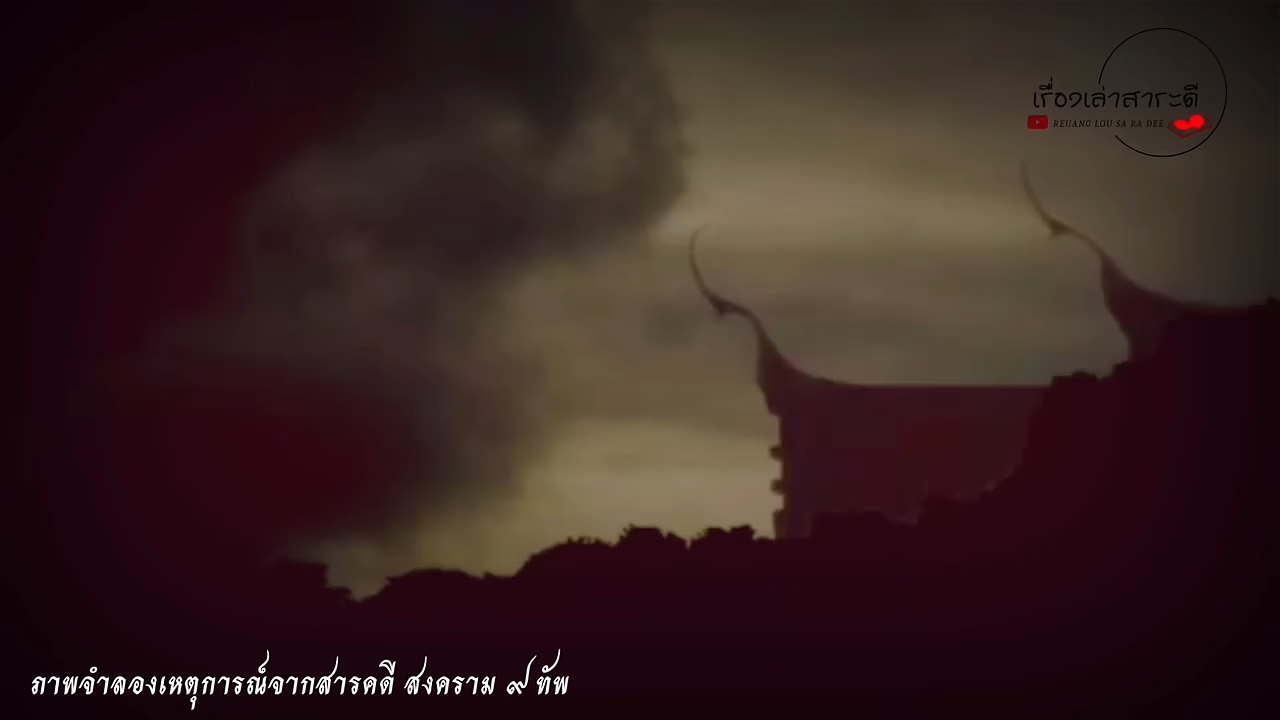 เรื่องเล่าสาระดี
REUANG LOU SA RA DEE
ภาพจำลองเหตุการณ์จากสารคดี สงคราม ๙ ทัพ